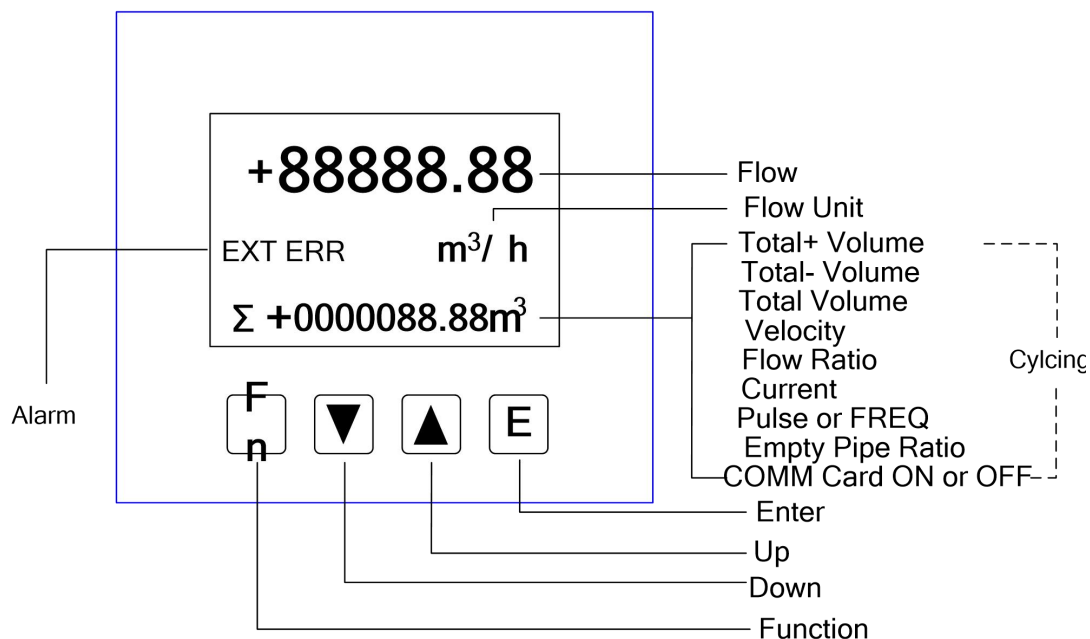 +88888.88
Flow
Flow Unit
EXT ERR m³/ h
Total+ Volume
Total- Volume
Total Volume
Σ +0000088.88m³
Velocity
Flow Ratio
Cylcing
Current
Pulse or FREQ
Empty Pipe Ratio
COMM Card ON or OFF
Alarm
F
n
▼
▲
E
Enter
Up
Down
Function